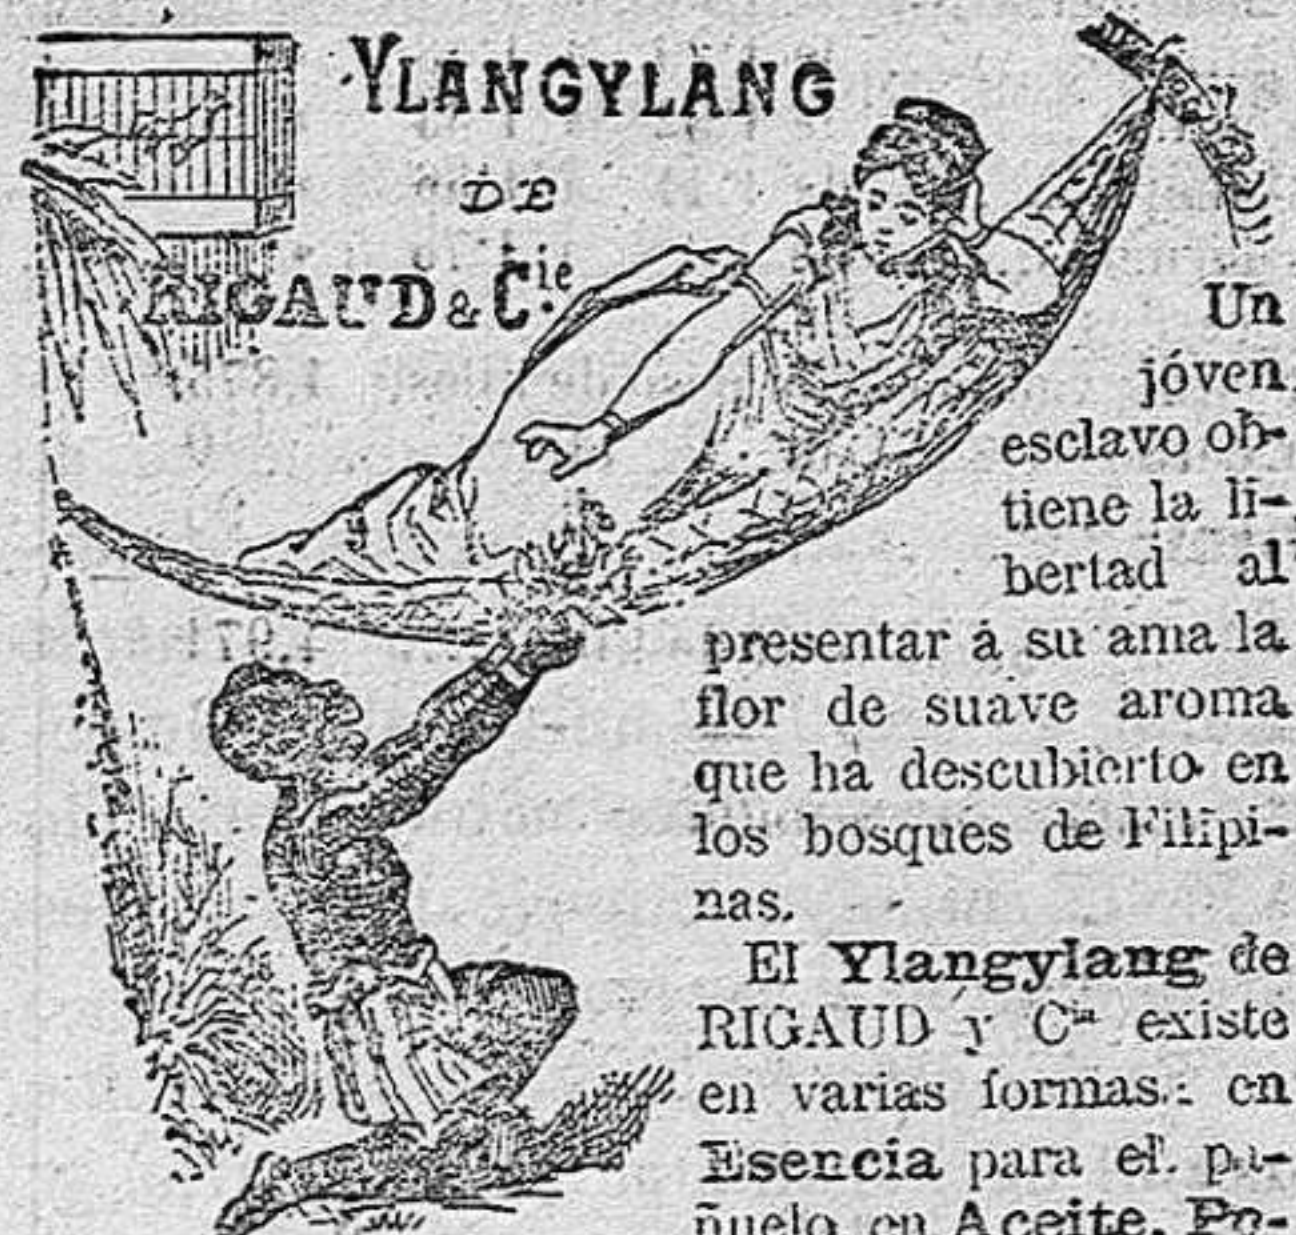 YLANGYLANG
DE
RIGAUD & Cie.
Un
jóven
esclavo ob-
tiene la li-
bertad al
presentar á su ama la
flor de suave aroma
que há descubierto en
los bosques de Filipi-
nas.
El Ylangylang de
RIGAUD y Cia existe
en varias formas: en
Esencia para el pa-
ñuelo en Aceite, Po-